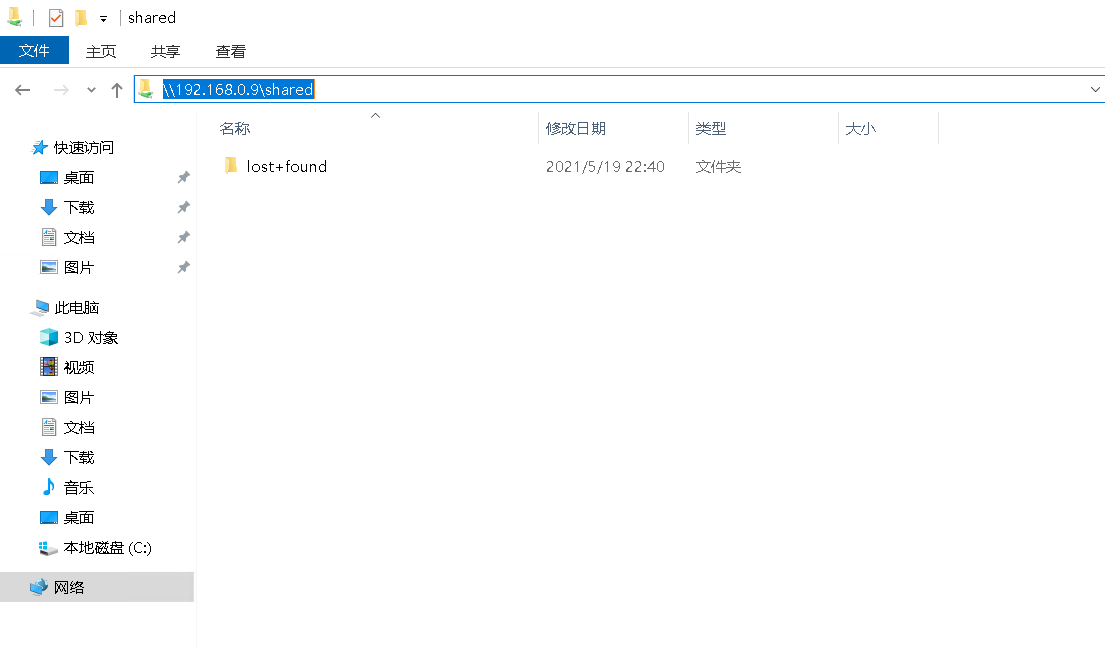 shared
文件 主页 共享 查看
\\192.168.0.9\shared
名称 修改日期 类型 大小
lost+found 2021/5/19 22:40 文件夹
快速访问
桌面
下载
文档
图片
此电脑
3D 对象
视频
图片
文档
下载
音乐
桌面
本地磁盘 (C:)
网络